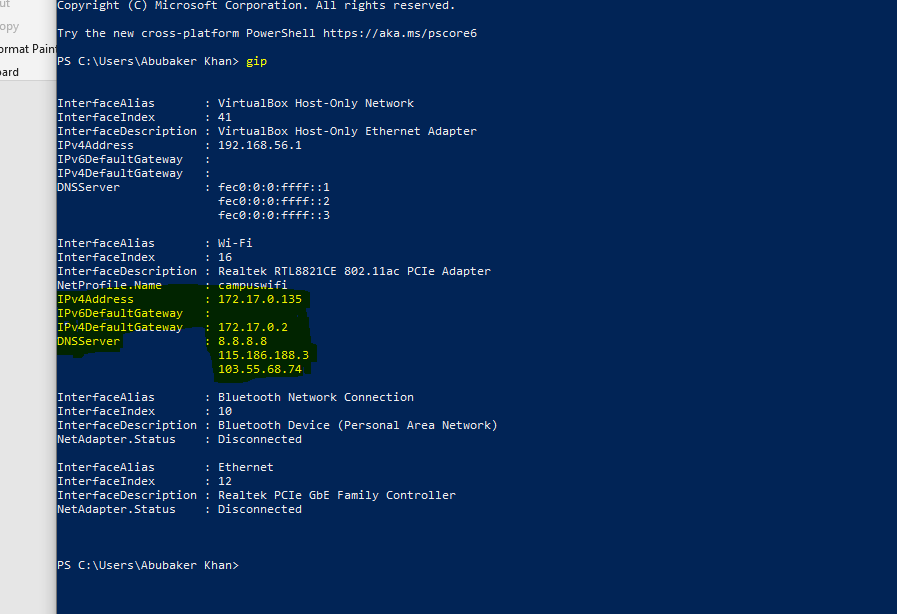 ut
opy
ormat Pain
oard
Copyright (C) Microsoft Corporation. All rights reserved.
Try the new cross-platform PowerShell https://aka.ms/pscore6
PS C:\Users\Abubaker Khan> gip
InterfaceAlias : VirtualBox Host-Only Network
InterfaceIndex : 41
InterfaceDescription : VirtualBox Host-Only Ethernet Adapter
IPv4Address : 192.168.56.1
IPv6DefaultGateway :
IPv4DefaultGateway :
DNSServer : fec0:0:0:ffff::1
fec0:0:0:ffff::2
fec0:0:0:ffff::3
InterfaceAlias : Wi-Fi
InterfaceIndex : 16
InterfaceDescription : Realtek RTL8821CE 802.11ac PCIe Adapter
NetProfile.Name : campuswifi
IPv4Address : 172.17.0.135
IPv6DefaultGateway :
IPv4DefaultGateway : 172.17.0.2
DNSServer : 8.8.8.8
115.186.188.3
103.55.68.74
InterfaceAlias : Bluetooth Network Connection
InterfaceIndex : 10
InterfaceDescription : Bluetooth Device (Personal Area Network)
NetAdapter.Status : Disconnected
InterfaceAlias : Ethernet
InterfaceIndex : 12
InterfaceDescription : Realtek PCIe GbE Family Controller
NetAdapter.Status : Disconnected
PS C:\Users\Abubaker Khan>